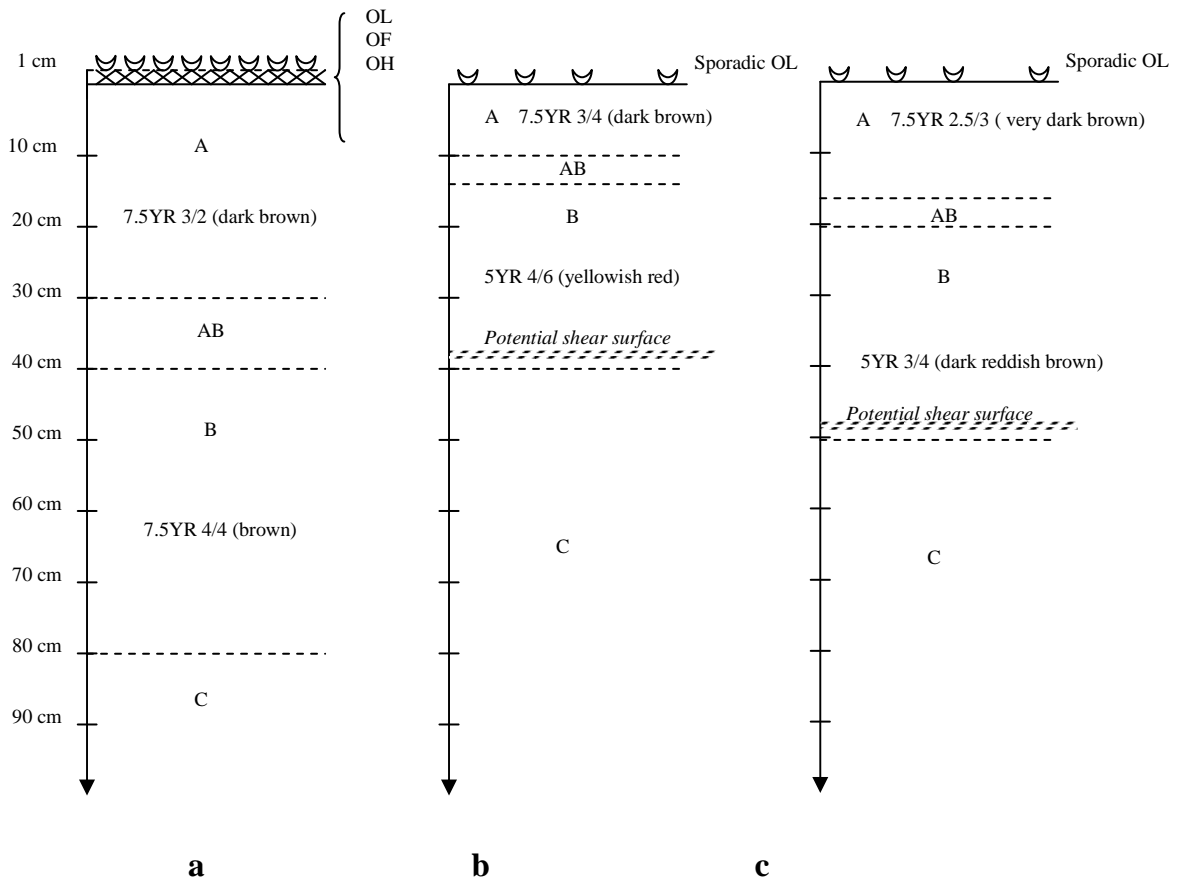 OL
OF
OH
1 cm
10 cm
A
7.5YR 3/2 (dark brown)
20 cm
30 cm
AB
40 cm
B
50 cm
60 cm
7.5YR 4/4 (brown)
70 cm
80 cm
C
90 cm
a
Sporadic OL
A 7.5YR 3/4 (dark brown)
AB
B
5YR 4/6 (yellowish red)
Potential shear surface
C
b
Sporadic OL
A 7.5YR 2.5/3 ( very dark brown)
AB
B
5YR 3/4 (dark reddish brown)
Potential shear surface
C
c